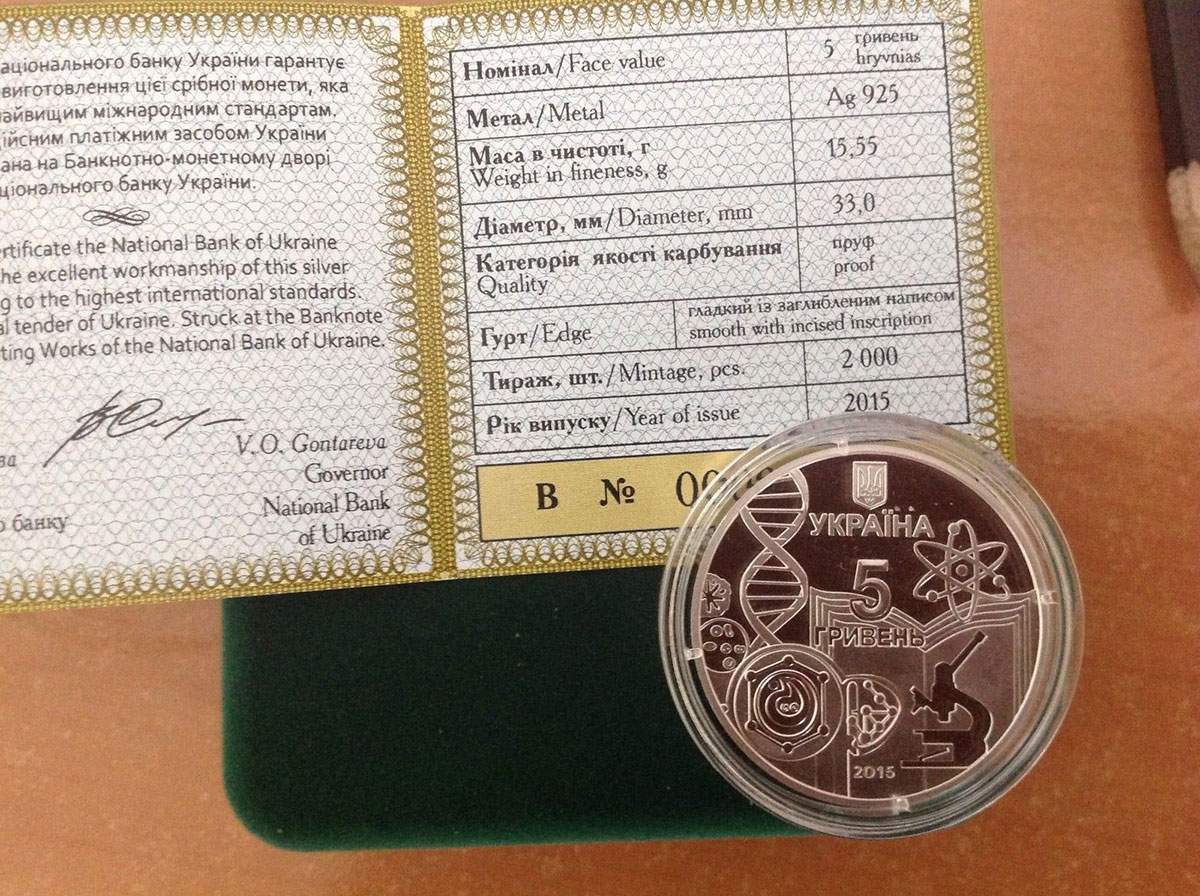 аціонального банку України гарантує
виготовлення цієї срібної монети, яка
айвищим міжнародним стандартам.
ійсним платіжним засобом України
ана на Банкнотно-монетному дворі
ціонального банку України.
ertificate the National Bank of Ukraine
he excellent workmanship of this silver
g to the highest international standards.
al tender of Ukraine. Struck at the Banknote
ting Works of the National Bank of Ukraine.
ва
V.O. Gontareva
Governor
National Bank
of Ukraine
о банку
Номінал/Face value
5 гривень
hryvnias
Метал/Metal
Ag 925
Маса в чистоті, г
Weight in fineness, g
15,55
Діаметр, мм/Diameter, mm
33,0
Категорія якості карбування
Quality
пруф
proof
Гурт/Edge
гладкий із заглибленим написом
smooth with incised inscription
Тираж, шт./Mintage, pcs.
2 000
Рік випуску/Year of issue
2015
В №
УКРАЇНА
5
ГРИВЕНЬ
2015